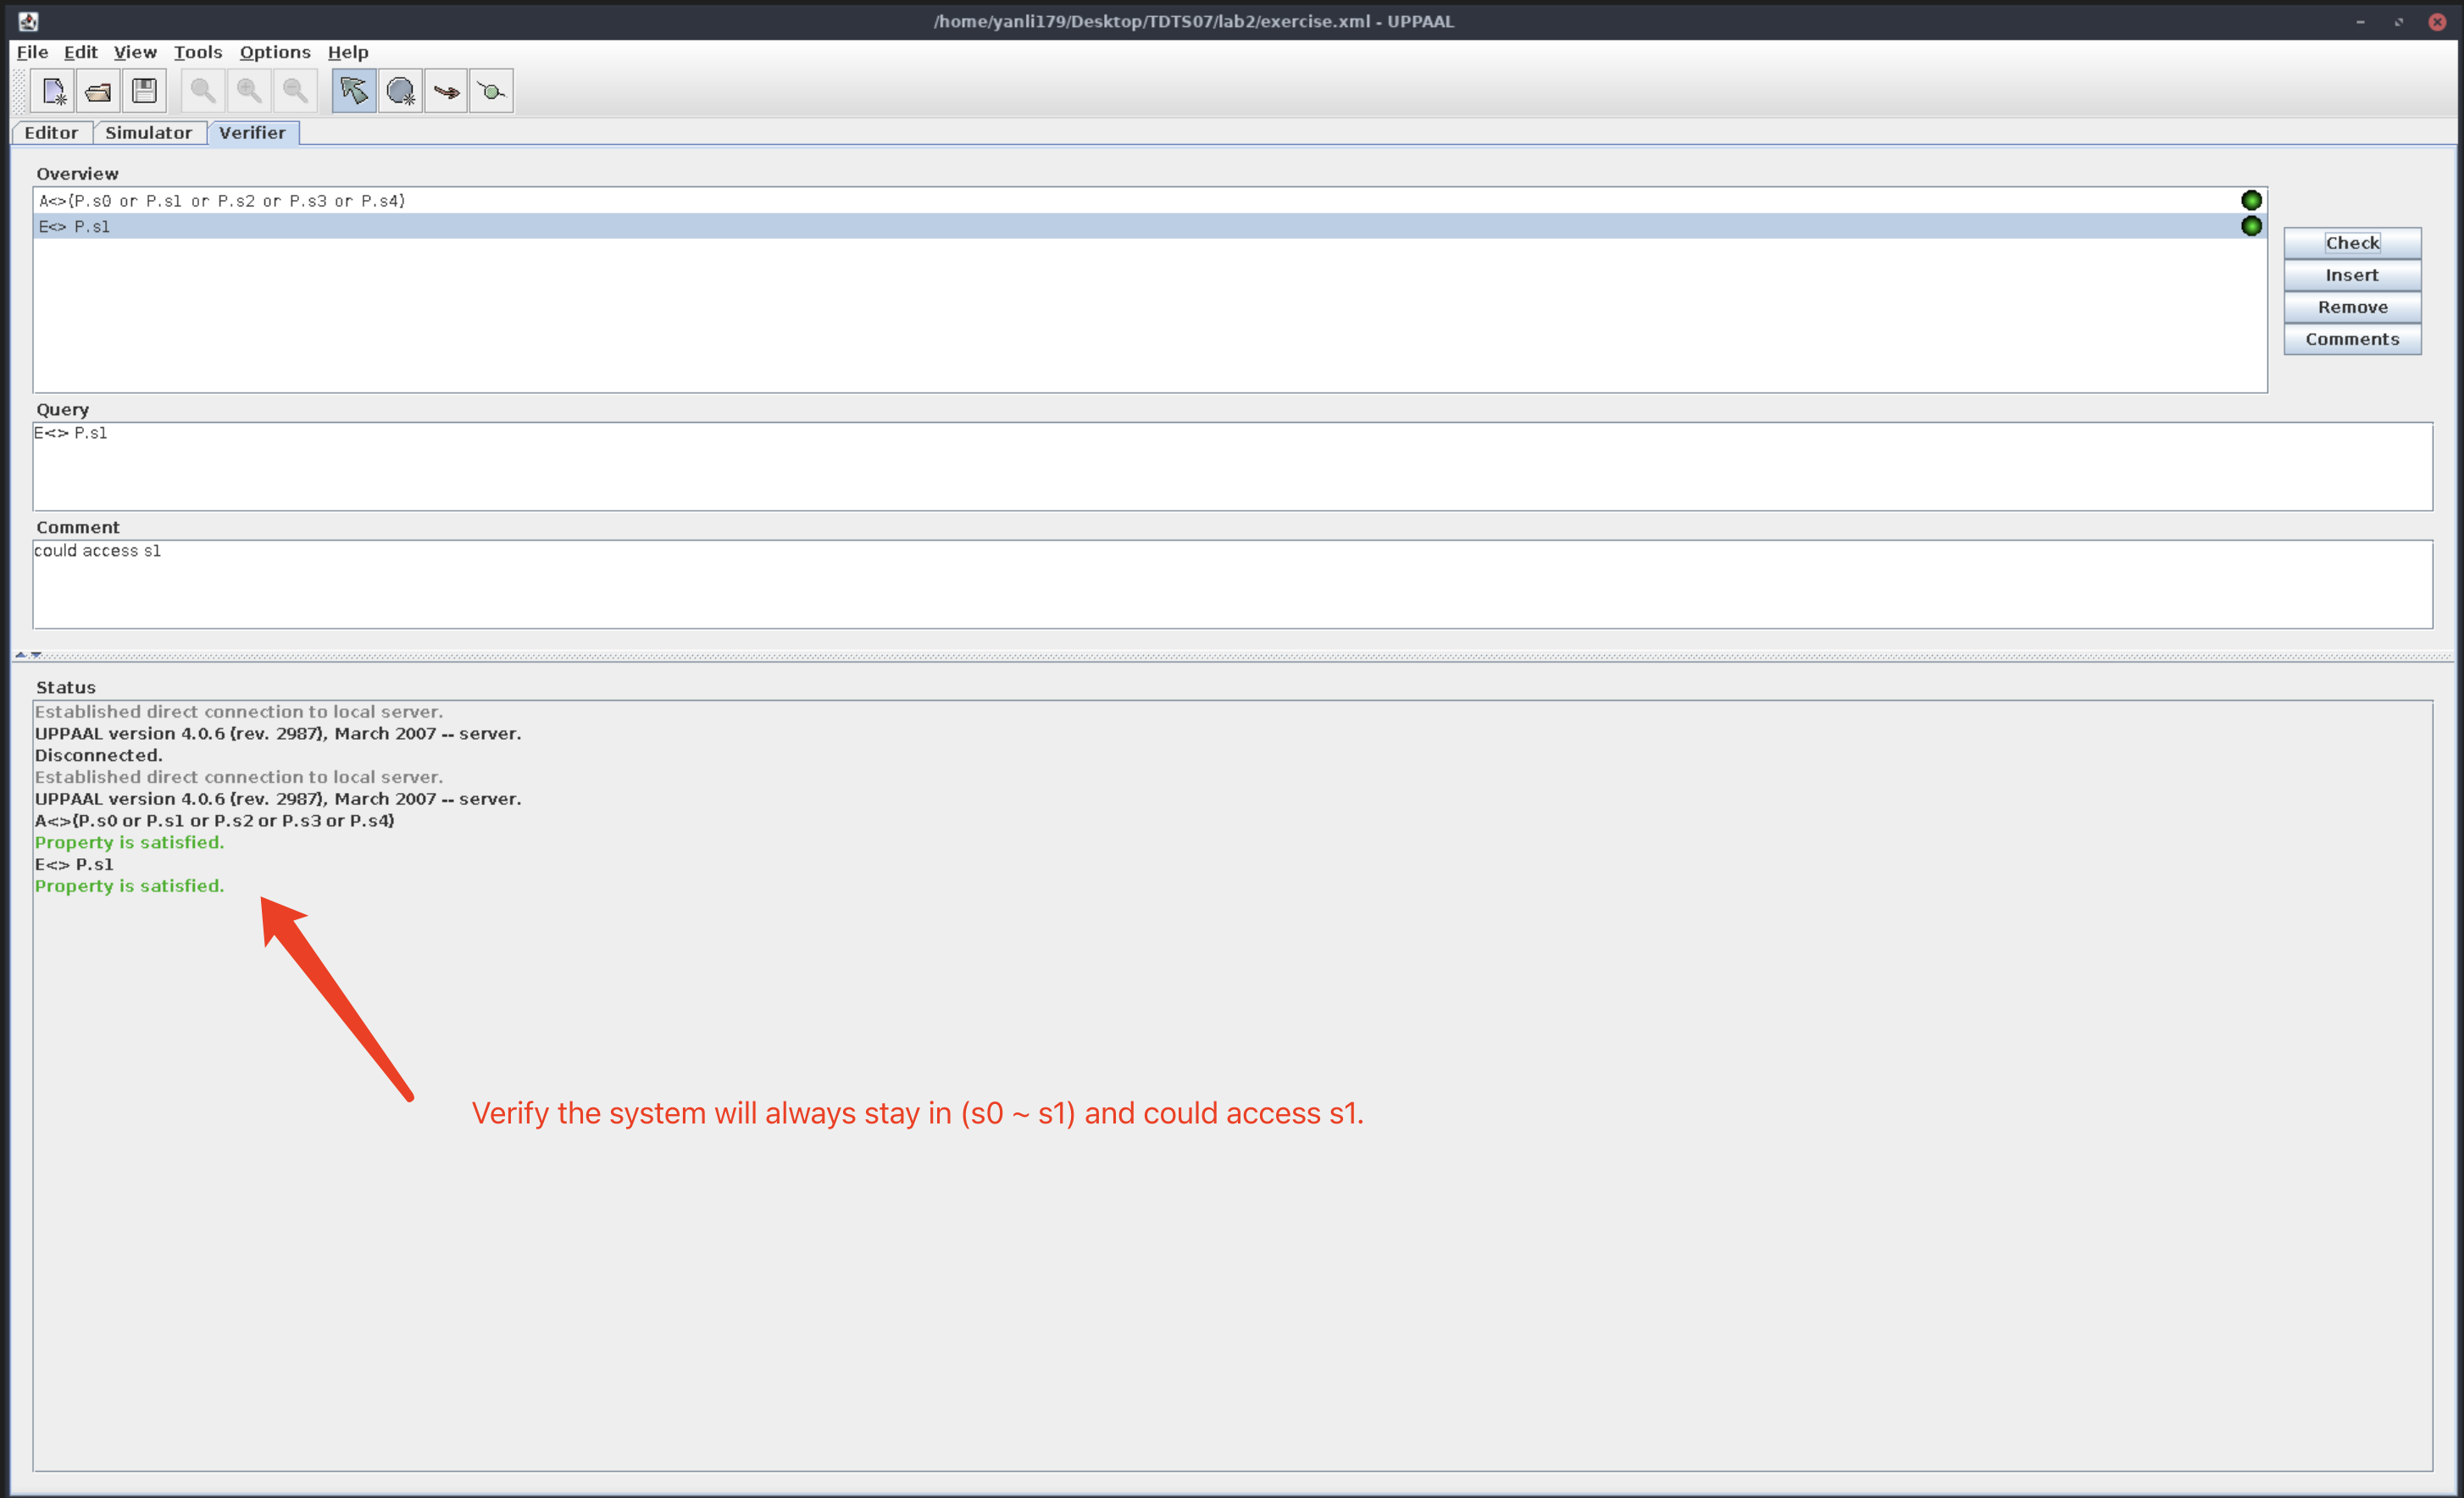 /home/yanli179/Desktop/TDTS07/lab2/exercise.xml - UPPAAL
File Edit View Tools Options Help
Editor Simulator Verifier
Overview
A<>(P.s0 or P.s1 or P.s2 or P.s3 or P.s4)
E<> P.s1
Check
Insert
Remove
Comments
Query
E<> P.s1
Comment
could access s1
Status
Established direct connection to local server.
UPPAAL version 4.0.6 (rev. 2987), March 2007 -- server.
Disconnected.
Established direct connection to local server.
UPPAAL version 4.0.6 (rev. 2987), March 2007 -- server.
A<>(P.s0 or P.s1 or P.s2 or P.s3 or P.s4)
Property is satisfied.
E<> P.s1
Property is satisfied.
Verify the system will always stay in (s0 ~ s1) and could access s1.